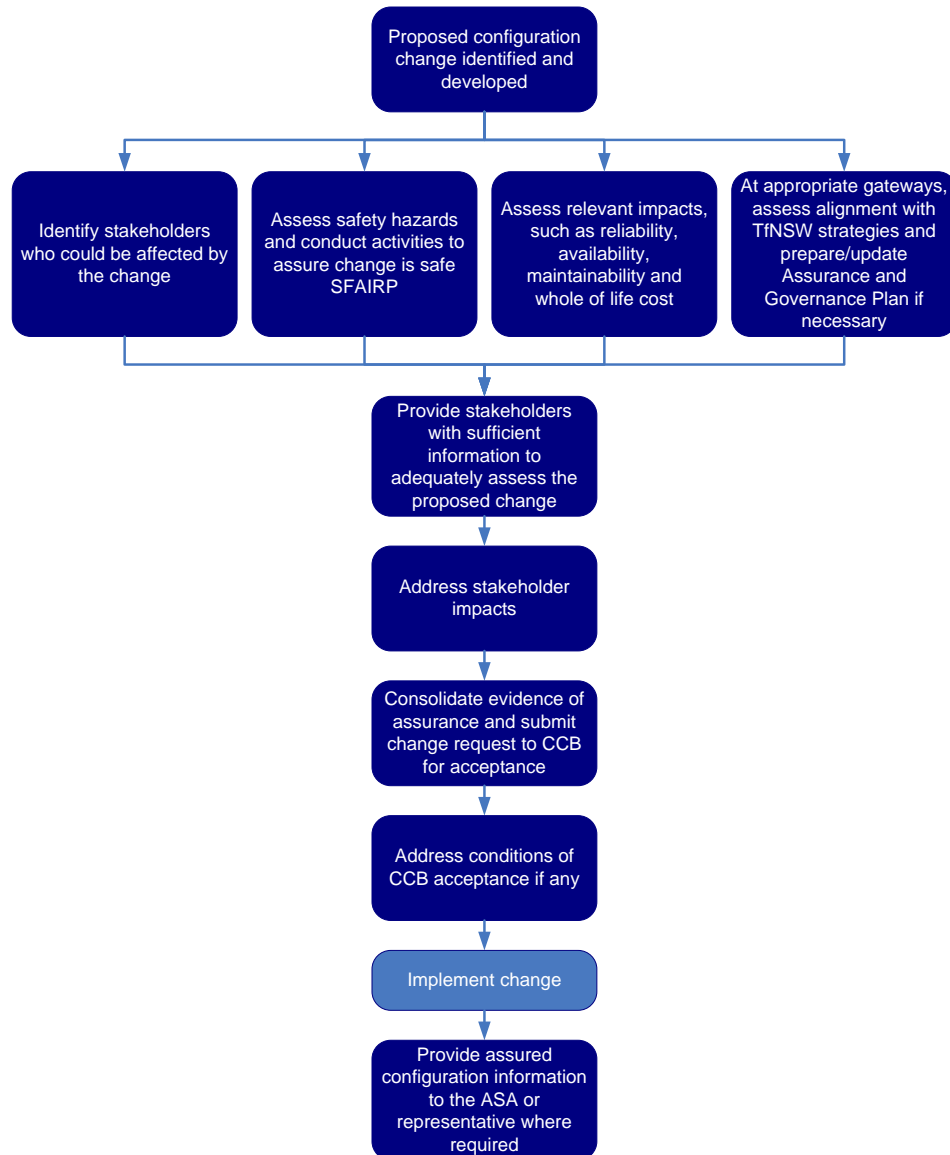 Proposed configuration
change identified and
developed
Identify stakeholders
who could be affected by
the change
Assess safety hazards
and conduct activities to
assure change is safe
SFAIRP
Assess relevant impacts,
such as reliability,
availability,
maintainability and
whole of life cost
At appropriate gateways,
assess alignment with
TfNSW strategies and
prepare/update
Assurance and
Governance Plan if
necessary
Provide stakeholders
with sufficient
information to
adequately assess the
proposed change
Address stakeholder
impacts
Consolidate evidence of
assurance and submit
change request to CCB
for acceptance
Address conditions of
CCB acceptance if any
Implement change
Provide assured
configuration information
to the ASA or
representative where
required